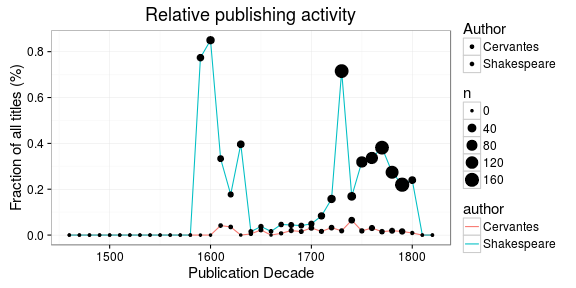 Relative publishing activity
Fraction of all titles (%)
0.8
0.6
0.4
0.2
0.0
1500
1600
1700
1800
Publication Decade
Author
Cervantes
Shakespeare
n
0
40
80
120
160
author
Cervantes
Shakespeare